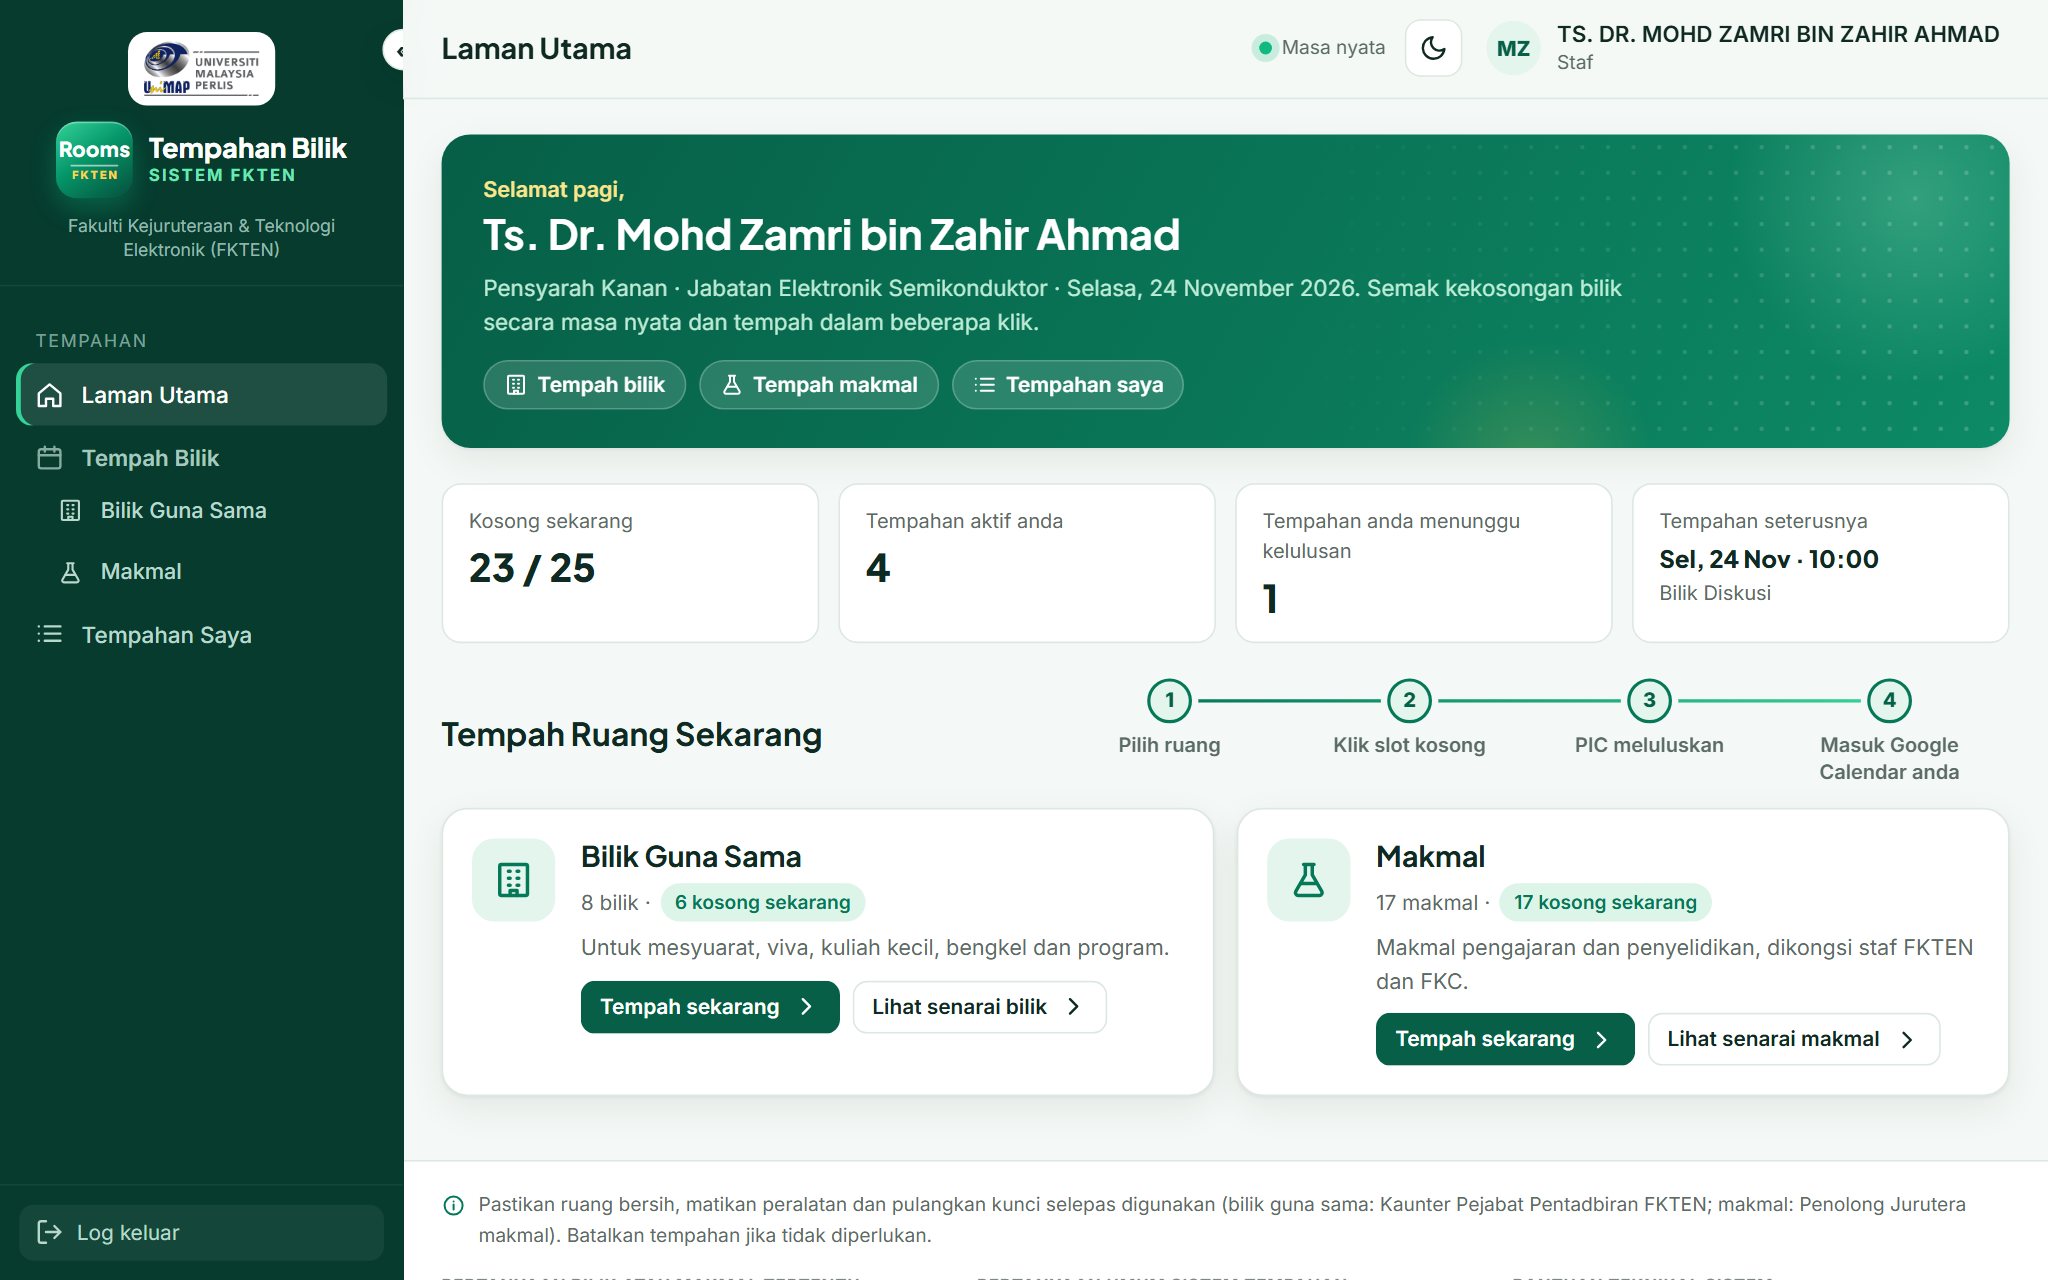 UNIVERSITI
MALAYSIA
PERLIS
UniMAP
Rooms
FKTEN
Tempahan Bilik
SISTEM FKTEN
Fakulti Kejuruteraan & Teknologi
Elektronik (FKTEN)
TEMPAHAN
Laman Utama
Tempah Bilik
Bilik Guna Sama
Makmal
Tempahan Saya
Log keluar
Laman Utama
Masa nyata
MZ
TS. DR. MOHD ZAMRI BIN ZAHIR AHMAD
Staf
Selamat pagi,
Ts. Dr. Mohd Zamri bin Zahir Ahmad
Pensyarah Kanan · Jabatan Elektronik Semikonduktor · Selasa, 24 November 2026. Semak kekosongan bilik
secara masa nyata dan tempah dalam beberapa klik.
Tempah bilik
Tempah makmal
Tempahan saya
Kosong sekarang
23 / 25
Tempahan aktif anda
4
Tempahan anda menunggu
kelulusan
1
Tempahan seterusnya
Sel, 24 Nov · 10:00
Bilik Diskusi
Tempah Ruang Sekarang
1
Pilih ruang
2
Klik slot kosong
3
PIC meluluskan
4
Masuk Google
Calendar anda
Bilik Guna Sama
8 bilik · 6 kosong sekarang
Untuk mesyuarat, viva, kuliah kecil, bengkel dan program.
Tempah sekarang
Lihat senarai bilik
Makmal
17 makmal · 17 kosong sekarang
Makmal pengajaran dan penyelidikan, dikongsi staf FKTEN
dan FKC.
Tempah sekarang
Lihat senarai makmal
Pastikan ruang bersih, matikan peralatan dan pulangkan kunci selepas digunakan (bilik guna sama: Kaunter Pejabat Pentadbiran FKTEN; makmal: Penolong Jurutera
makmal). Batalkan tempahan jika tidak diperlukan.